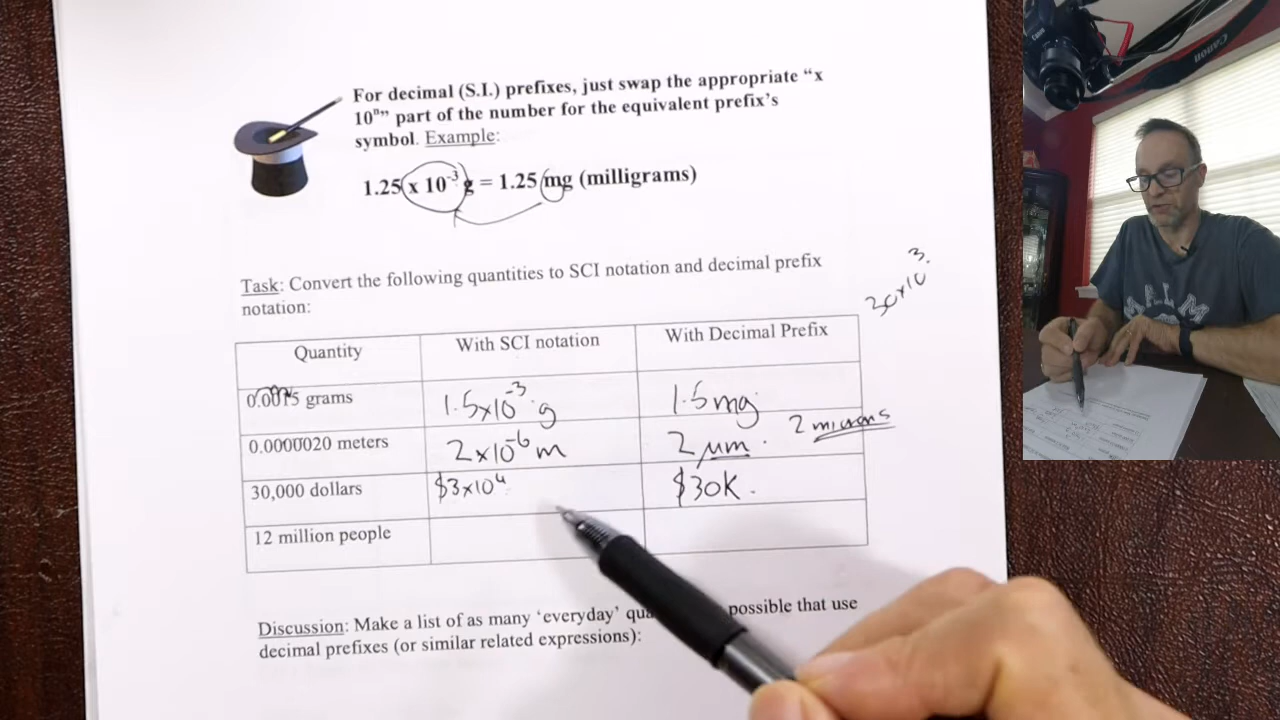 For decimal (S.I.) prefixes, just swap the appropriate “x
10ⁿ” part of the number for the equivalent prefix’s
symbol. Example:
1.25 x 10⁻³ g = 1.25 mg (milligrams)
Task: Convert the following quantities to SCI notation and decimal prefix
notation:
30x10³.
Quantity With SCI notation With Decimal Prefix
0.0015 grams 1.5x10⁻³ g 1.5mg.
0.0000020 meters 2x10⁻⁶ m 2 μm. 2 microns
30,000 dollars $3x10⁴ $30K.
12 million people
Discussion: Make a list of as many ‘everyday’ possible that use
decimal prefixes (or similar related expressions):
Canon
Canon